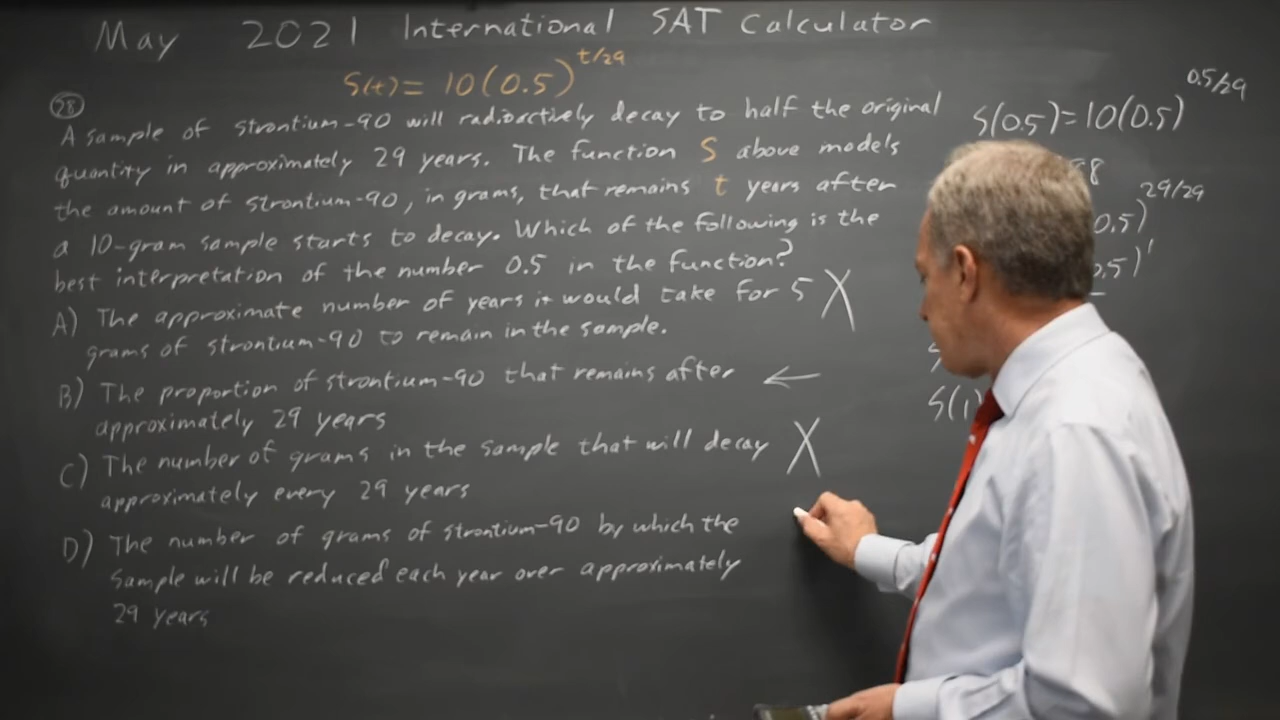 May 2021 International SAT Calculator
S(t) = 10(0.5)^t/29
28
A sample of strontium-90 will radioactively decay to half the original
quantity in approximately 29 years. The function S above models
the amount of strontium-90, in grams, that remains t years after
a 10-gram sample starts to decay. Which of the following is the
best interpretation of the number 0.5 in the function?
A) The approximate number of years it would take for 5 X
grams of strontium-90 to remain in the sample.
B) The proportion of strontium-90 that remains after ←
approximately 29 years
C) The number of grams in the sample that will decay X
approximately every 29 years
D) The number of grams of strontium-90 by which the
sample will be reduced each year over approximately
29 years
S(0.5)=10(0.5)^0.5/29
98
0.5)^29/29
0.5)^1
S(1)